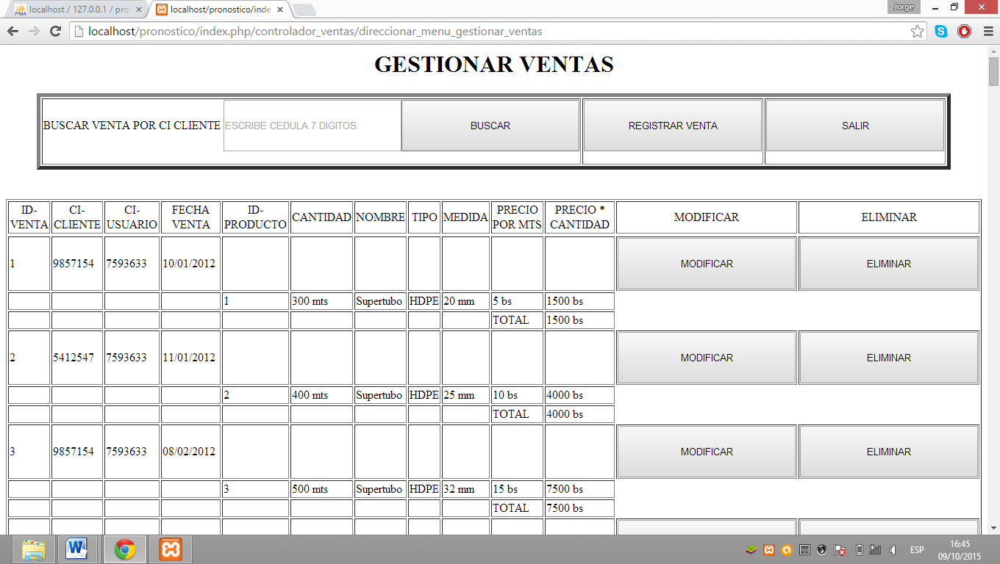 localhost / 127.0.0.1 / pro
localhost/pronostico/inde
Jorge
localhost/pronostico/index.php/controlador_ventas/direccionar_menu_gestionar_ventas
GESTIONAR VENTAS
BUSCAR VENTA POR CI CLIENTE ESCRIBE CEDULA 7 DIGITOS BUSCAR REGISTRAR VENTA SALIR
ID-VENTA CI-CLIENTE CI-USUARIO FECHA VENTA ID-PRODUCTO CANTIDAD NOMBRE TIPO MEDIDA PRECIO POR MTS PRECIO * CANTIDAD MODIFICAR ELIMINAR
1 9857154 7593633 10/01/2012 MODIFICAR ELIMINAR
1 300 mts Supertubo HDPE 20 mm 5 bs 1500 bs
TOTAL 1500 bs
2 5412547 7593633 11/01/2012 MODIFICAR ELIMINAR
2 400 mts Supertubo HDPE 25 mm 10 bs 4000 bs
TOTAL 4000 bs
3 9857154 7593633 08/02/2012 MODIFICAR ELIMINAR
3 500 mts Supertubo HDPE 32 mm 15 bs 7500 bs
TOTAL 7500 bs
ESP
16:45
09/10/2015